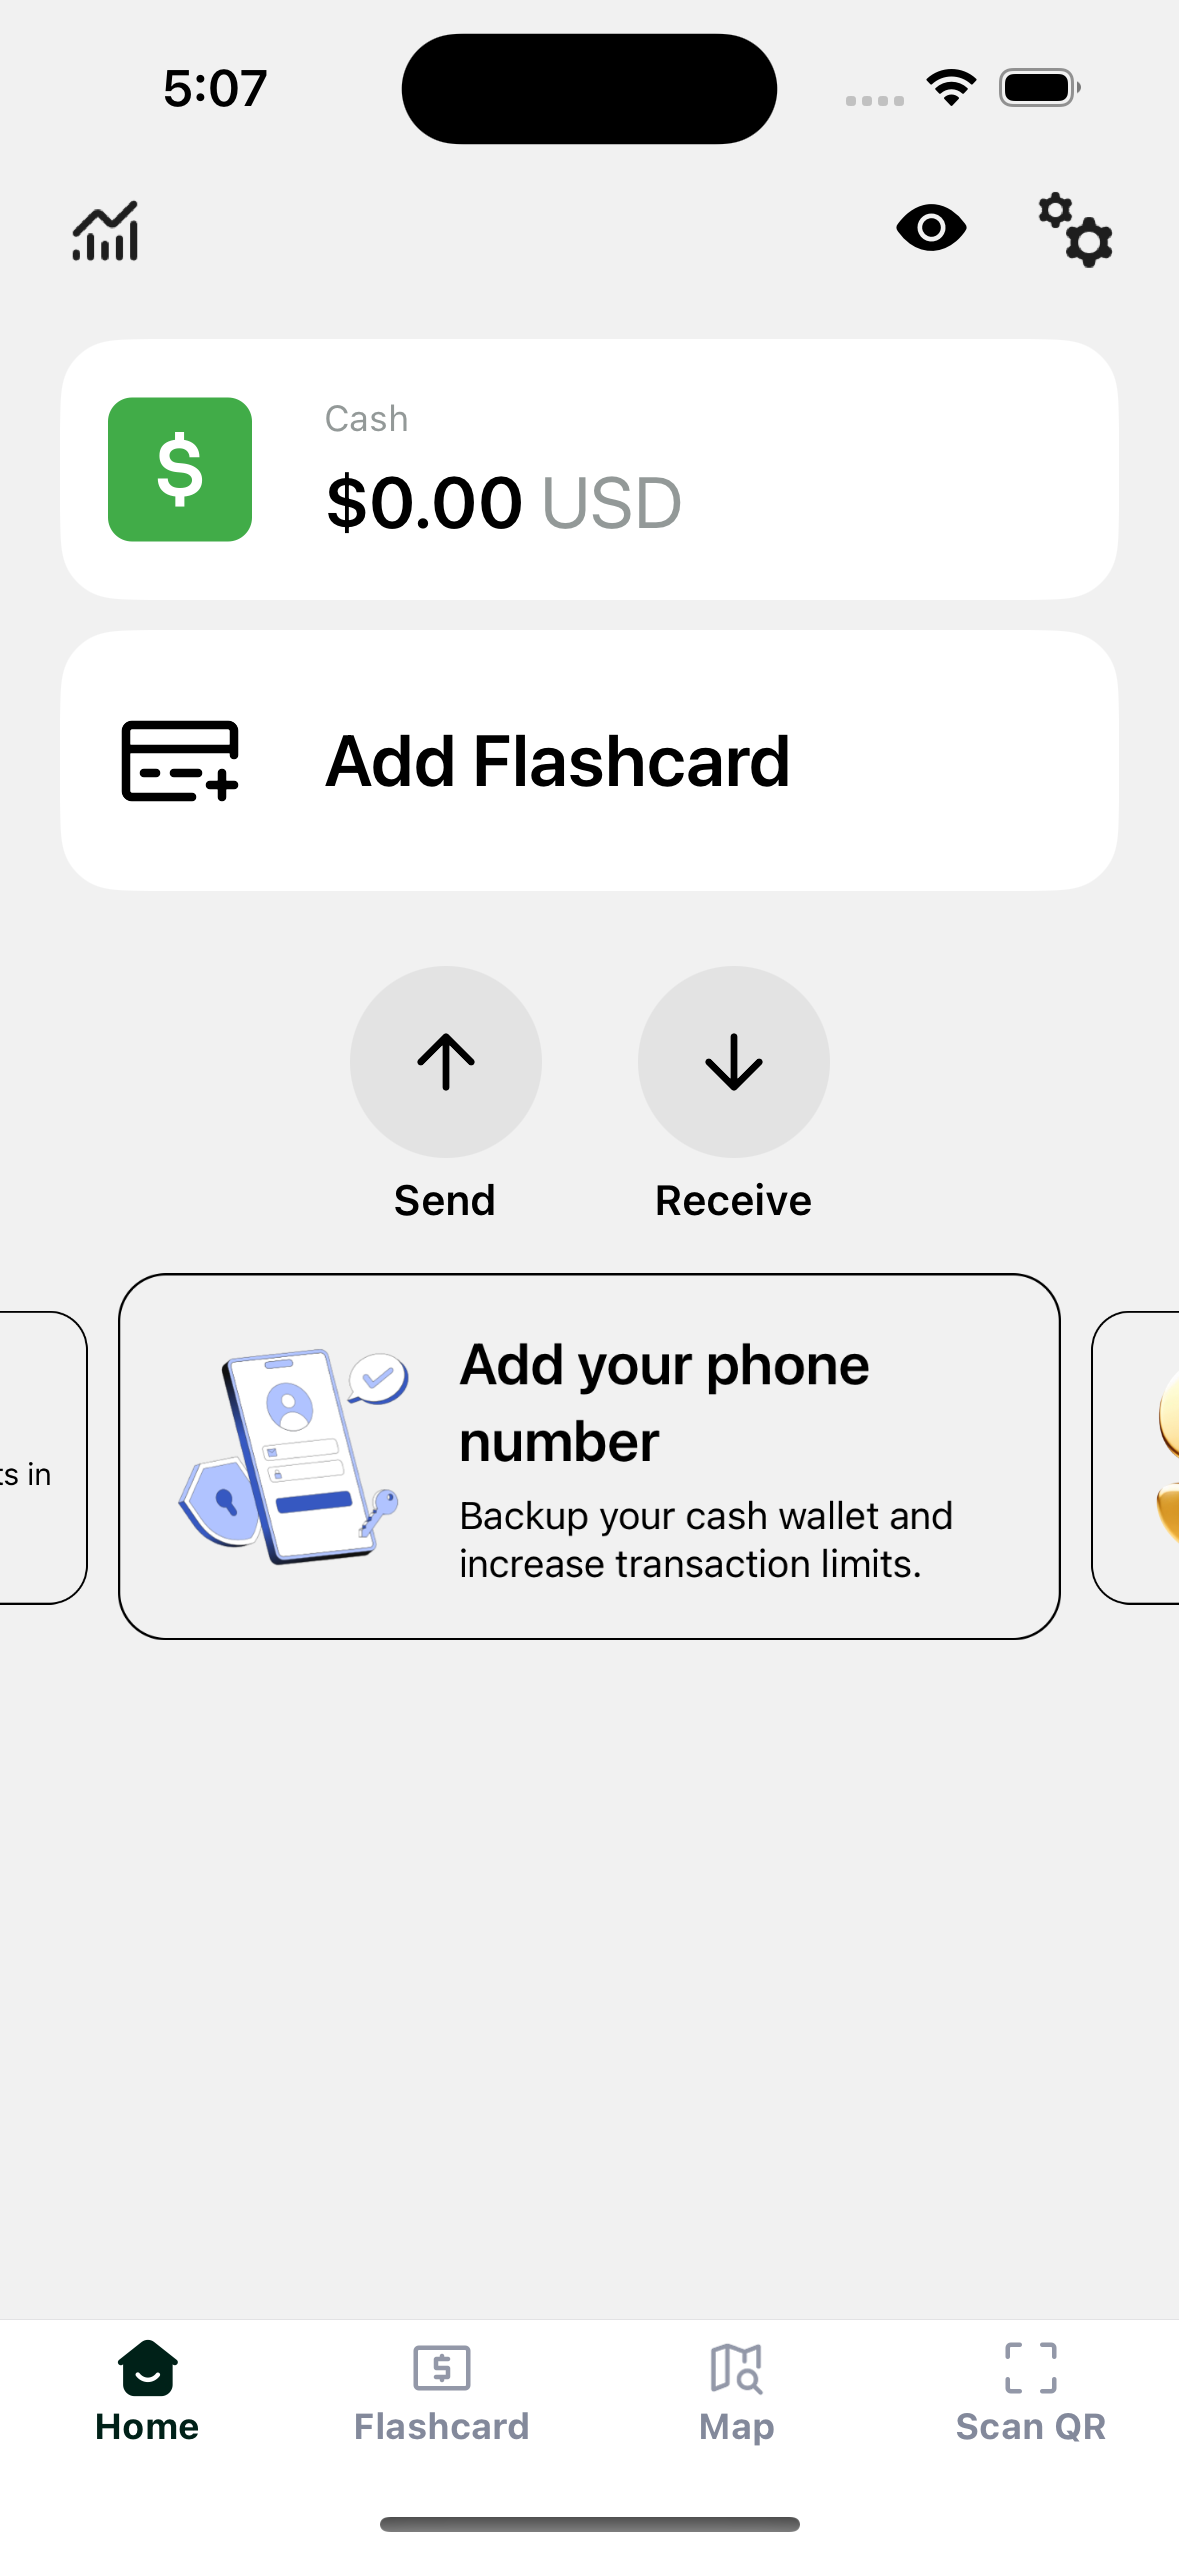 5:07
$
Cash
$0.00 USD
Add Flashcard
Send
Receive
ts in
Add your phone
number
Backup your cash wallet and
increase transaction limits.
Home
Flashcard
Map
Scan QR